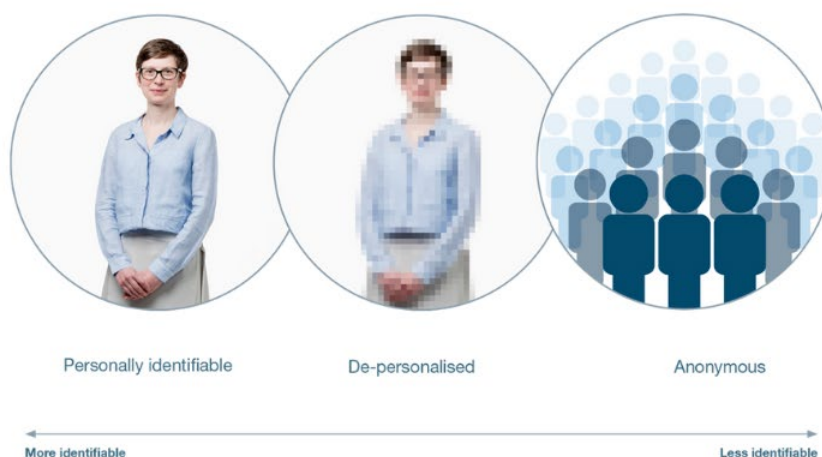 Personally identifiable
De-personalised
Anonymous
More identifiable
Less identifiable